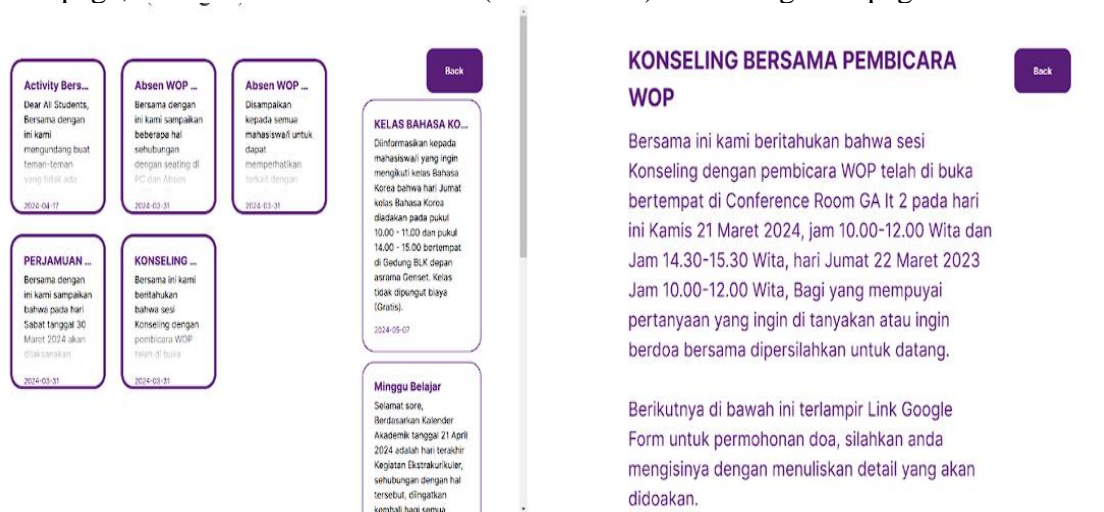 Back
Activity Bers...
Dear All Students,
Bersama dengan
ini kami
mengundang buat
teman-teman
yang tidak ada
2024-04-17
Absen WOP ...
Bersama dengan
ini kami sampaikan
beberapa hal
sehubungan
dengan seating di
PC dan Absen
2024-03-31
Absen WOP ...
Disampaikan
kepada semua
mahasiswa/i untuk
dapat
memperhatikan
terkait dengan
2024-03-31
PERJAMUAN ...
Bersama dengan
ini kami sampaikan
bahwa pada hari
Sabat tanggal 30
Maret 2024 akan
dilaksanakan
2024-03-31
KONSELING ...
Bersama ini kami
beritahukan
bahwa sesi
Konseling dengan
pembicara WOP
telah di buka
2024-03-31
KELAS BAHASA KO...
Diinformasikan kepada
mahasiswa/i yang ingin
mengikuti kelas Bahasa
Korea bahwa hari Jumat
kelas Bahasa Korea
diadakan pada pukul
10.00 - 11.00 dan pukul
14.00 - 15.00 bertempat
di Gedung BLK depan
asrama Genset. Kelas
tidak dipungut biaya
(Gratis).
2024-05-07
Minggu Belajar
Selamat sore,
Berdasarkan Kalender
Akademik tanggal 21 April
2024 adalah hari terakhir
Kegiatan Ekstrakurikuler,
sehubungan dengan hal
tersebut, diingatkan
kembali bagi semua
KONSELING BERSAMA PEMBICARA
WOP
Back
Bersama ini kami beritahukan bahwa sesi
Konseling dengan pembicara WOP telah di buka
bertempat di Conference Room GA lt 2 pada hari
ini Kamis 21 Maret 2024, jam 10.00-12.00 Wita dan
Jam 14.30-15.30 Wita, hari Jumat 22 Maret 2023
Jam 10.00-12.00 Wita, Bagi yang mempuyai
pertanyaan yang ingin di tanyakan atau ingin
berdoa bersama dipersilahkan untuk datang.
Berikutnya di bawah ini terlampir Link Google
Form untuk permohonan doa, silahkan anda
mengisinya dengan menuliskan detail yang akan
didoakan.